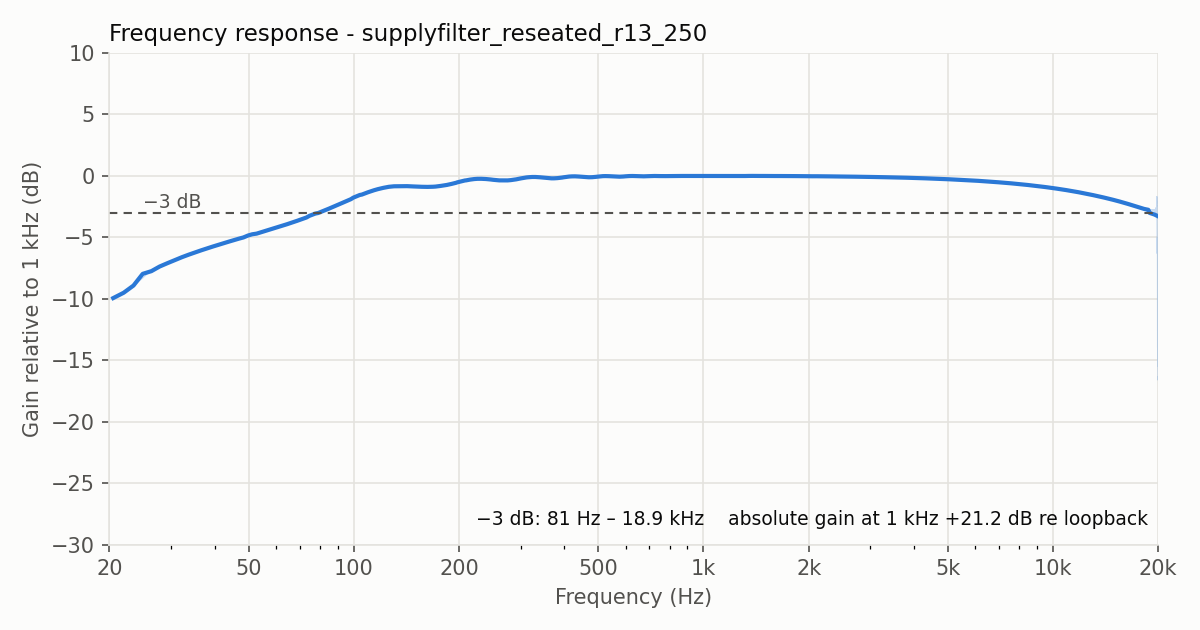 Frequency response - supplyfilter_reseated_r13_250
Gain relative to 1 kHz (dB)
10
5
0
−5
−10
−15
−20
−25
−30
−3 dB
−3 dB: 81 Hz – 18.9 kHz    absolute gain at 1 kHz +21.2 dB re loopback
20 50 100 200 500 1k 2k 5k 10k 20k
Frequency (Hz)